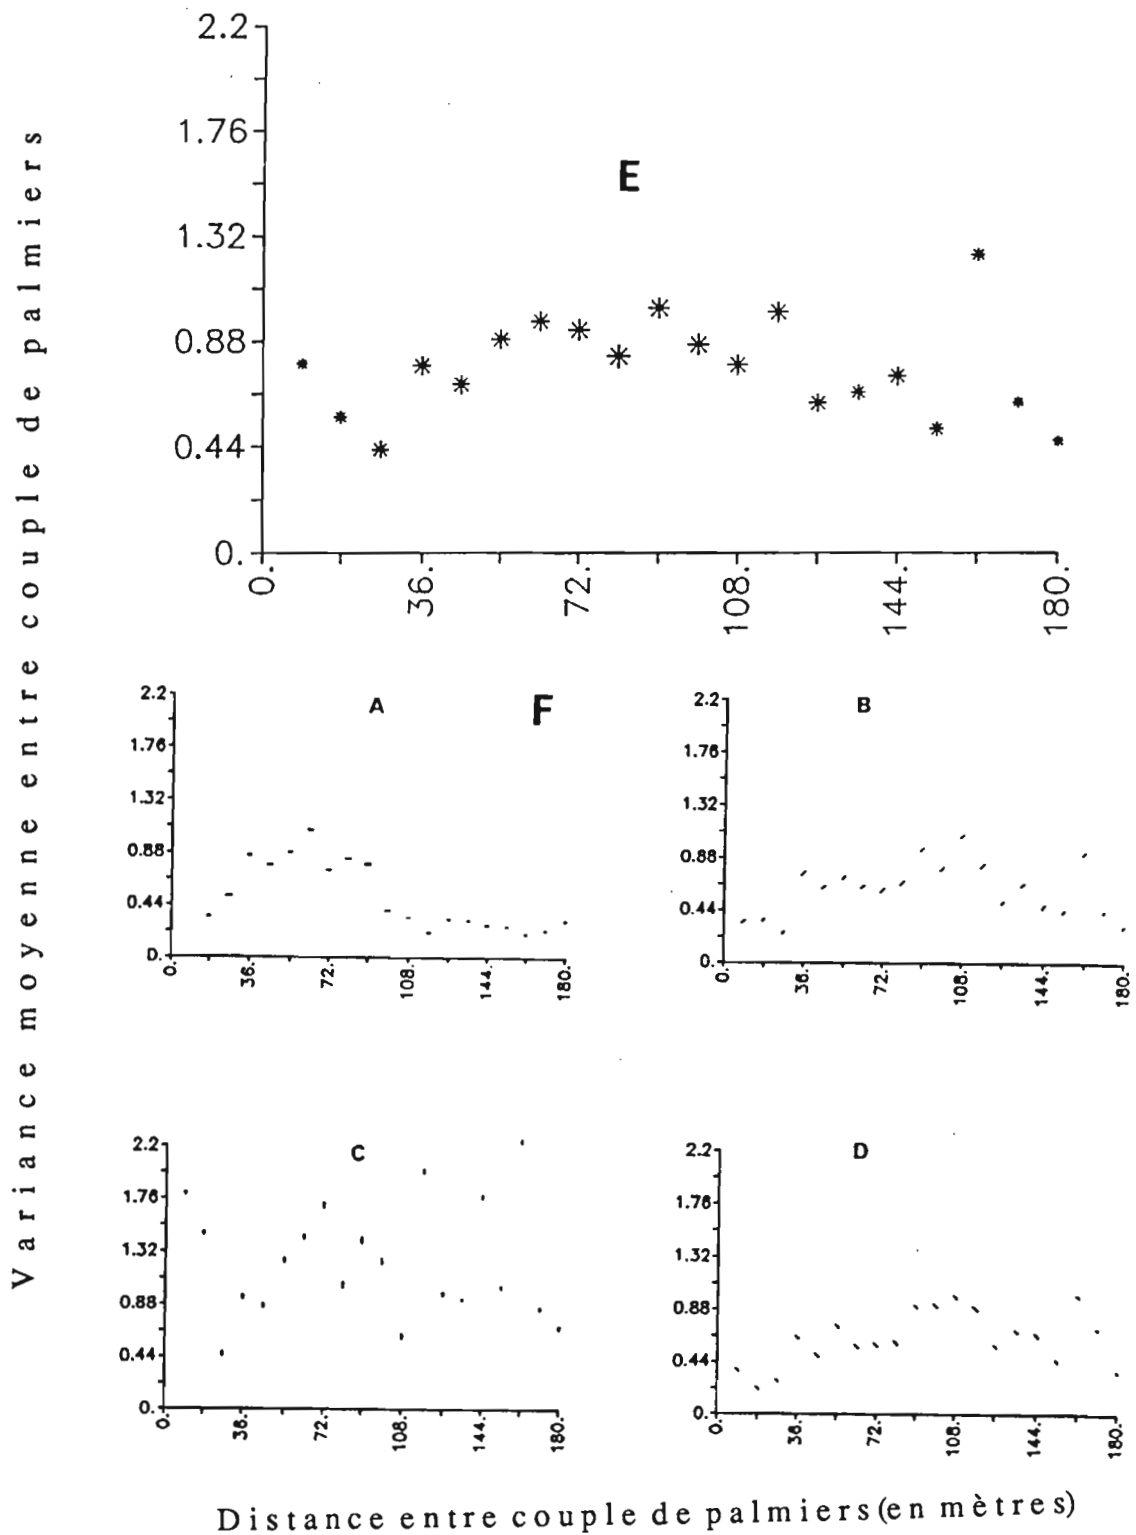 Variance moyenne entre couple de palmiers
2.2
1.76
1.32
0.88
0.44
0.
E
0. 36. 72. 108. 144. 180.
F
A
2.2
1.76
1.32
0.88
0.44
0.
0. 36. 72. 108. 144. 180.
B
2.2
1.76
1.32
0.88
0.44
0.
0. 36. 72. 108. 144. 180.
C
2.2
1.76
1.32
0.88
0.44
0.
0. 36. 72. 108. 144. 180.
D
2.2
1.76
1.32
0.88
0.44
0.
0. 36. 72. 108. 144. 180.
Distance entre couple de palmiers (en mètres)